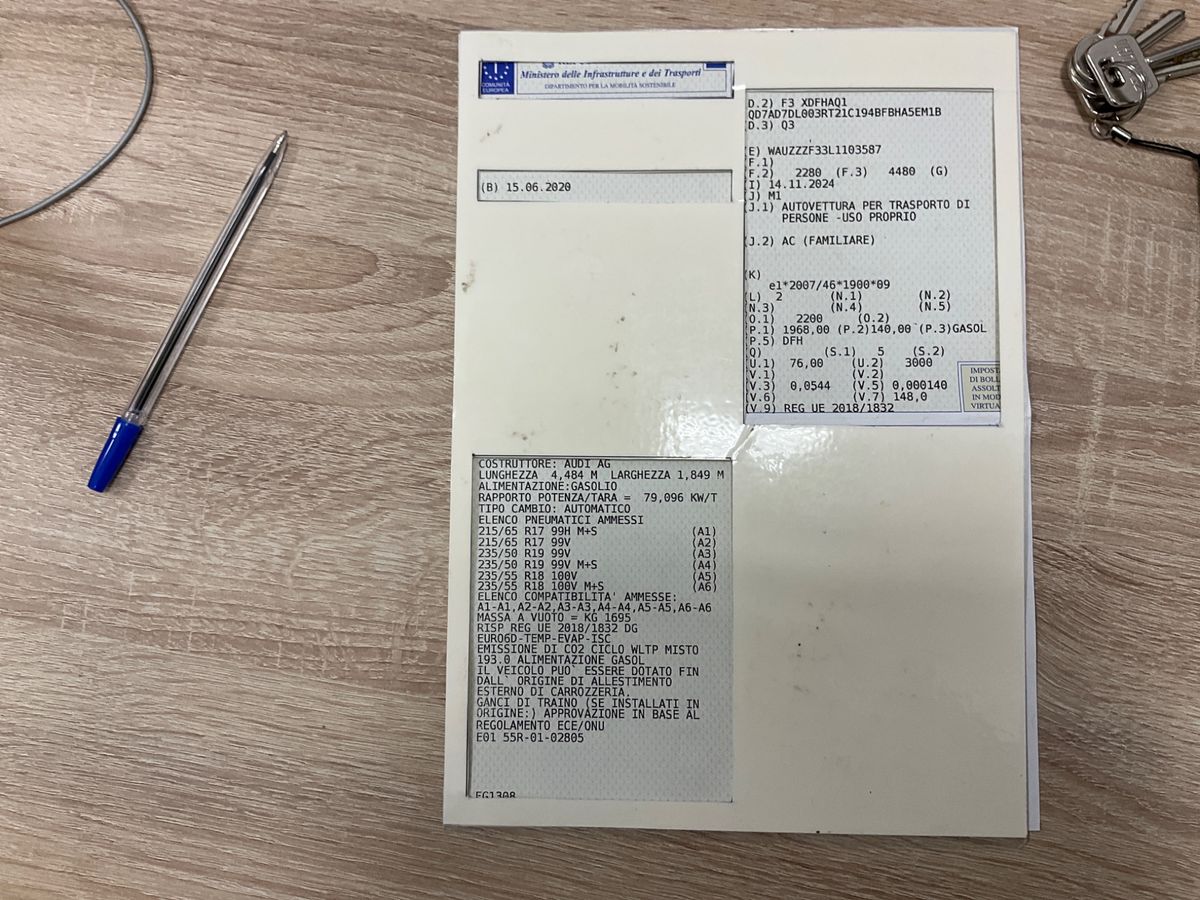 COMUNITÀ
EUROPEA
Ministero delle Infrastrutture e dei Trasporti
DIPARTIMENTO PER LA MOBILITÀ SOSTENIBILE
(B) 15.06.2020
COSTRUTTORE: AUDI AG
LUNGHEZZA 4,484 M LARGHEZZA 1,849 M
ALIMENTAZIONE:GASOLIO
RAPPORTO POTENZA/TARA = 79,096 KW/T
TIPO CAMBIO: AUTOMATICO
ELENCO PNEUMATICI AMMESSI
215/65 R17 99H M+S (A1)
215/65 R17 99V (A2)
235/50 R19 99V (A3)
235/50 R19 99V M+S (A4)
235/55 R18 100V (A5)
235/55 R18 100V M+S (A6)
ELENCO COMPATIBILITA' AMMESSE:
A1-A1,A2-A2,A3-A3,A4-A4,A5-A5,A6-A6
MASSA A VUOTO = KG 1695
RISP REG UE 2018/1832 DG
EURO6D-TEMP-EVAP-ISC
EMISSIONE DI CO2 CICLO WLTP MISTO
193.0 ALIMENTAZIONE GASOL
IL VEICOLO PUO` ESSERE DOTATO FIN
DALL` ORIGINE DI ALLESTIMENTO
ESTERNO DI CARROZZERIA.
GANCI DI TRAINO (SE INSTALLATI IN
ORIGINE:) APPROVAZIONE IN BASE AL
REGOLAMENTO ECE/ONU
E01 55R-01-02805
EG1308
D.2) F3 XDFHAQ1
QD7AD7DL003RT21C194BFBHA5EM1B
(D.3) Q3
(E) WAUZZZF33L1103587
(F.1)
(F.2) 2280 (F.3) 4480 (G)
(I) 14.11.2024
(J) M1
(J.1) AUTOVETTURA PER TRASPORTO DI
PERSONE -USO PROPRIO
(J.2) AC (FAMILIARE)
(K)
e1*2007/46*1900*09
(L) 2 (N.1) (N.2)
(N.3) (N.4) (N.5)
(O.1) 2200 (O.2)
(P.1) 1968,00 (P.2)140,00 (P.3)GASOL
(P.5) DFH
(Q) (S.1) 5 (S.2)
(U.1) 76,00 (U.2) 3000
(V.1) (V.2)
(V.3) 0,0544 (V.5) 0,000140
(V.6) (V.7) 148,0
(V.9) REG UE 2018/1832
IMPOST
DI BOLL
ASSOLT
IN MOD
VIRTUA